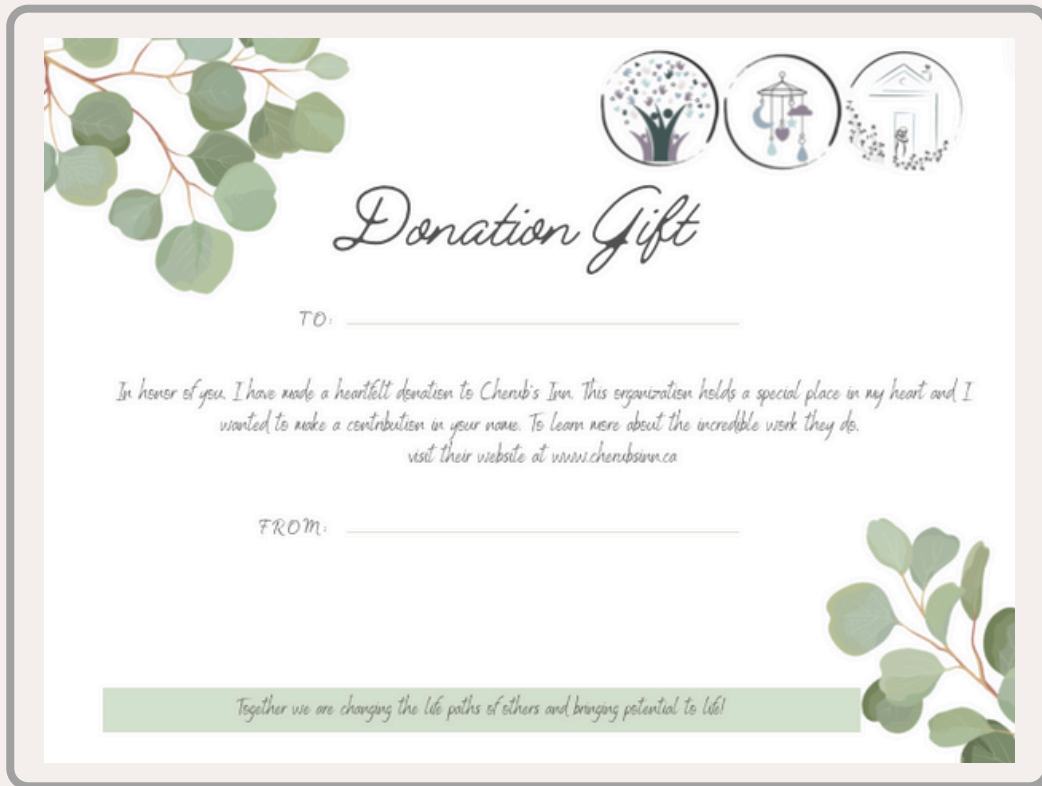 Donation Gift
TO:
In honor of you, I have made a heartfelt donation to Cherub's Inn. This organization holds a special place in my heart and I
wanted to make a contribution in your name. To learn more about the incredible work they do,
visit their website at www.cherubsinn.ca
FROM:
Together we are changing the life paths of others and bringing potential to life!